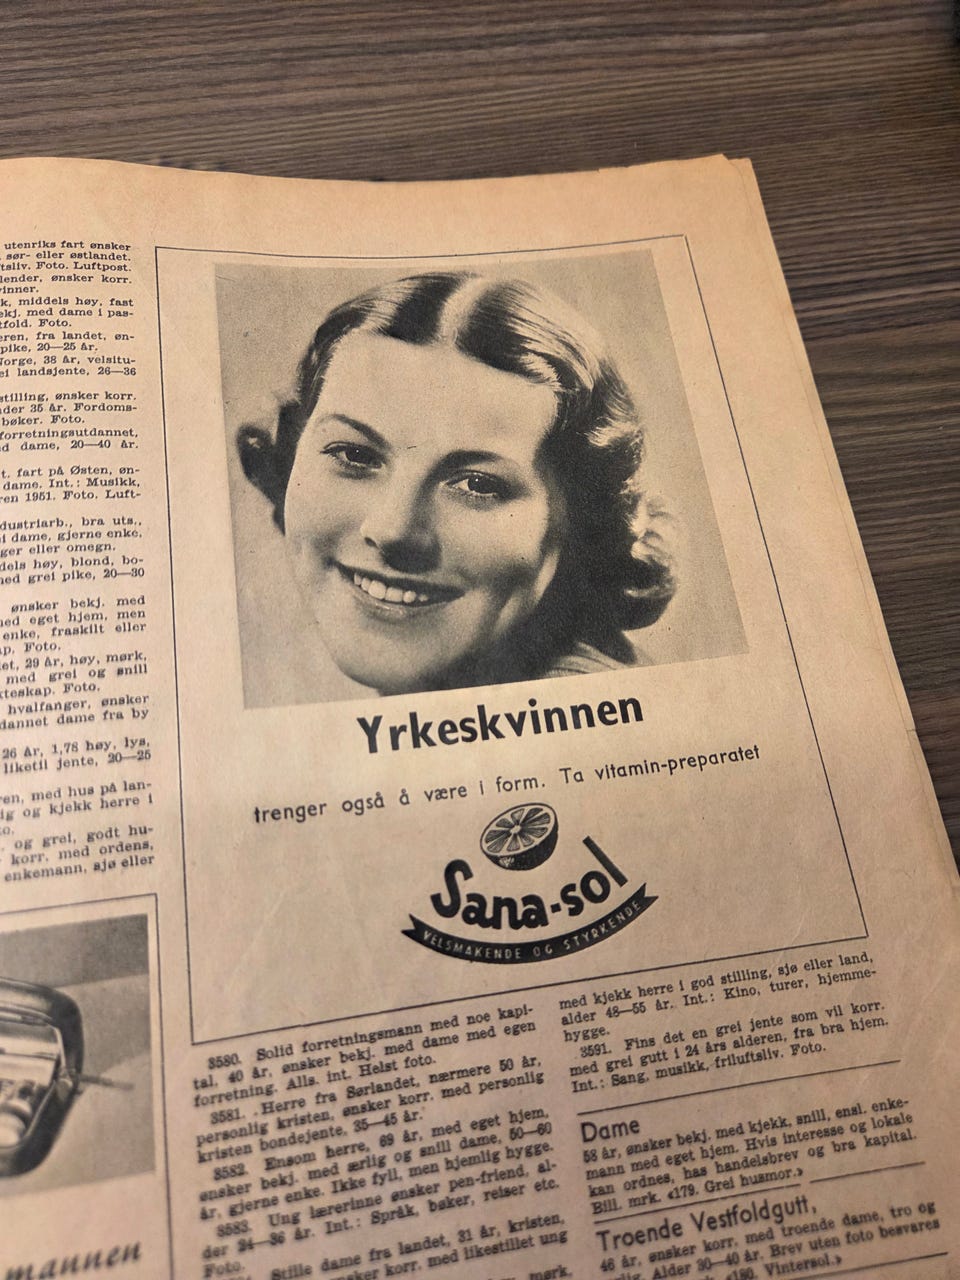 utenriks fart ønsker
sør- eller østlandet.
Foto. Luftpost.
ønsker korr.
middels høy, fast
med dame i pas-
Foto.
fra landet, øn-
pike, 20—25 år.
Norge, 38 år, velsitu-
landsjente, 26—36
stilling, ønsker korr.
35 år. Fordoms-
bøker. Foto.
forretningsutdannet,
dame, 20—40 år.
fart på Østen, øn-
dame. Int.: Musikk,
1951. Foto. Luft-
bra uts.,
dame, gjerne enke,
eller omegn.
høy, blond, bo-
grei pike, 20—30
ønsker bekj. med
med eget hjem, men
enke, fraskilt eller
Foto.
29 år, høy, mørk,
med grei og snill
Foto.
hvalfanger, ønsker
dame fra by
26 år, 1,78 høy, lys,
liketil jente, 20—25
med hus på lan-
og kjekk herre i
og grei, godt hu-
korr. med ordens,
enkemann, sjø eller
mannen
Yrkeskvinnen
trenger også å være i form. Ta vitamin-preparatet
Sana-sol
VELSMAKENDE OG STYRKENDE
3580. Solid forretningsmann med noe kapi-
tal, 40 år, ønsker bekj. med dame med egen
forretning. Alls. int. Helst foto.
3581. Herre fra Sørlandet, nærmere 50 år,
personlig kristen, ønsker korr. med personlig
kristen bondejente, 35—45 år.
3582. Ensom herre, 69 år, med eget hjem,
ønsker bekj. med ærlig og snill dame, 50—60
år, gjerne enke. Ikke fyll, men hjemlig hygge.
3583. Ung lærerinne ønsker pen-friend, al-
der 24—36 år. Int.: Språk, bøker, reiser etc.
Foto.
Stille dame fra landet, 31 år, kristen,
korr. med likestillet ung
mørk,
med kjekk herre i god stilling, sjø eller land,
alder 48—55 år. Int.: Kino, turer, hjemme-
hygge.
3591. Fins det en grei jente som vil korr.
med grei gutt i 24 års alderen, fra bra hjem.
Int.: Sang, musikk, friluftsliv. Foto.
Dame
58 år, ønsker bekj. med kjekk, snill, ensl. enke-
mann med eget hjem. Hvis interesse og lokale
kan ordnes, has handelsbrev og bra kapital.
Bill. mrk. «179. Grei husmor.»
Troende Vestfoldgutt,
46 år, ønsker korr. med troende dame, tro og
Alder 30—40 år. Brev uten foto besvares
«180. Vintersol.»